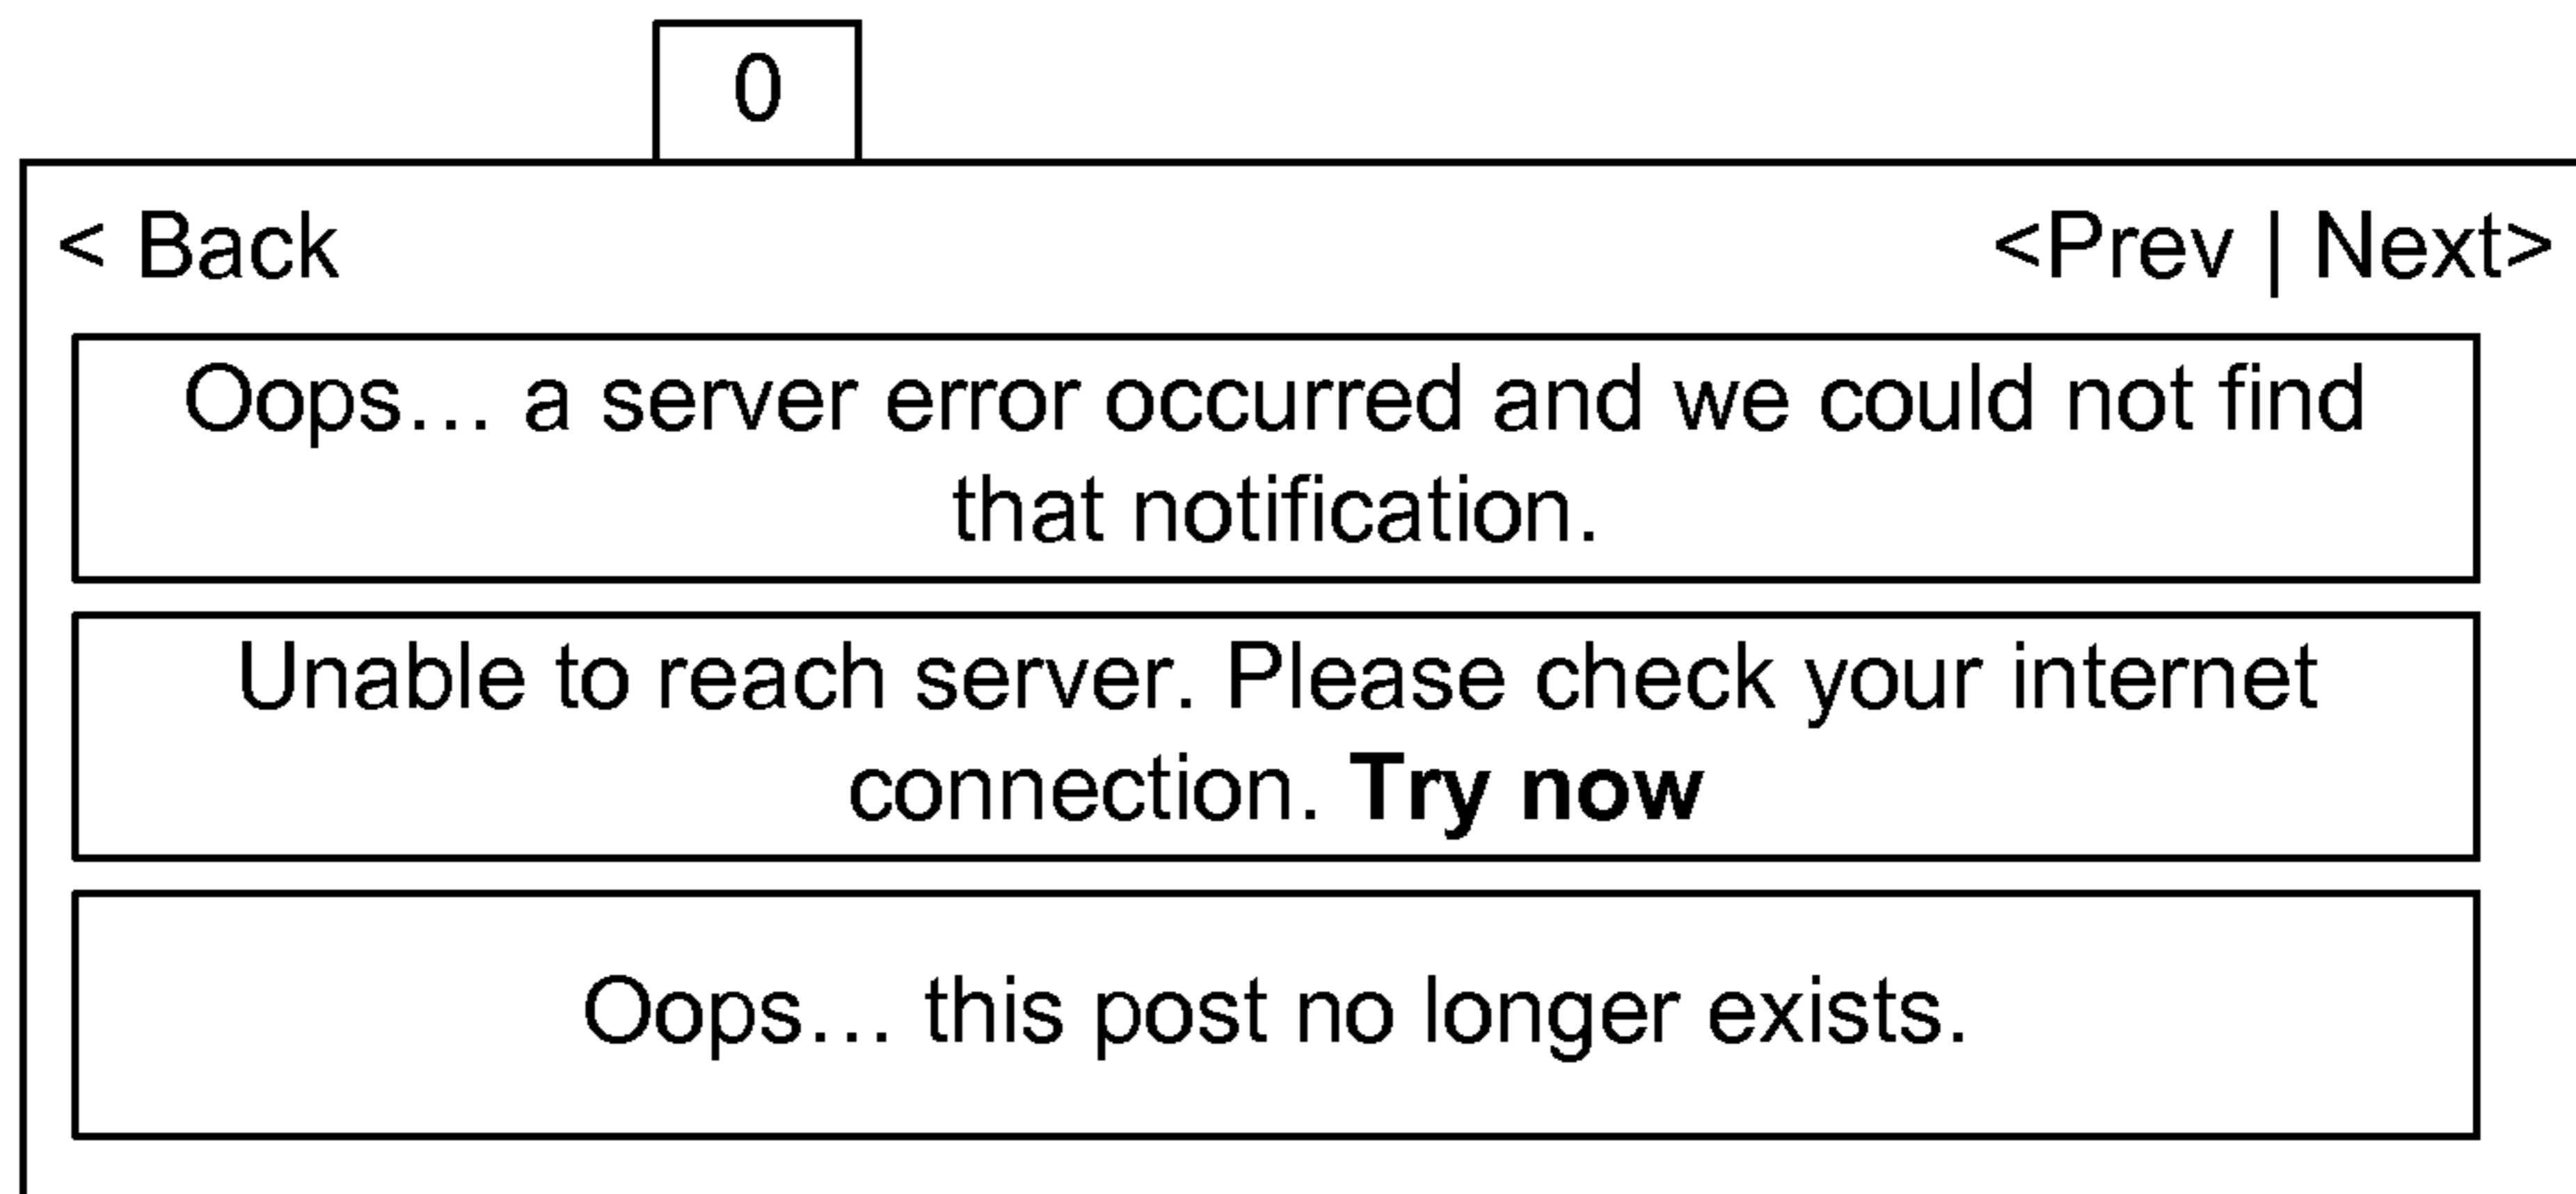 0
< Back <Prev | Next>
Oops… a server error occurred and we could not find
that notification.
Unable to reach server. Please check your internet
connection. Try now
Oops… this post no longer exists.